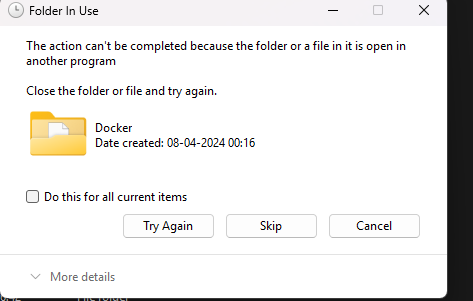 Folder In Use
The action can't be completed because the folder or a file in it is open in
another program
Close the folder or file and try again.
Docker
Date created: 08-04-2024 00:16
Do this for all current items
Try Again
Skip
Cancel
More details